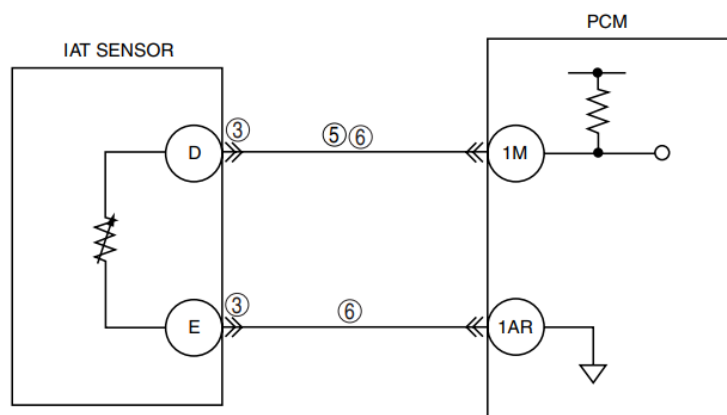 PCM
IAT SENSOR
D ③ ⑤⑥ 1M
E ③ ⑥ 1AR